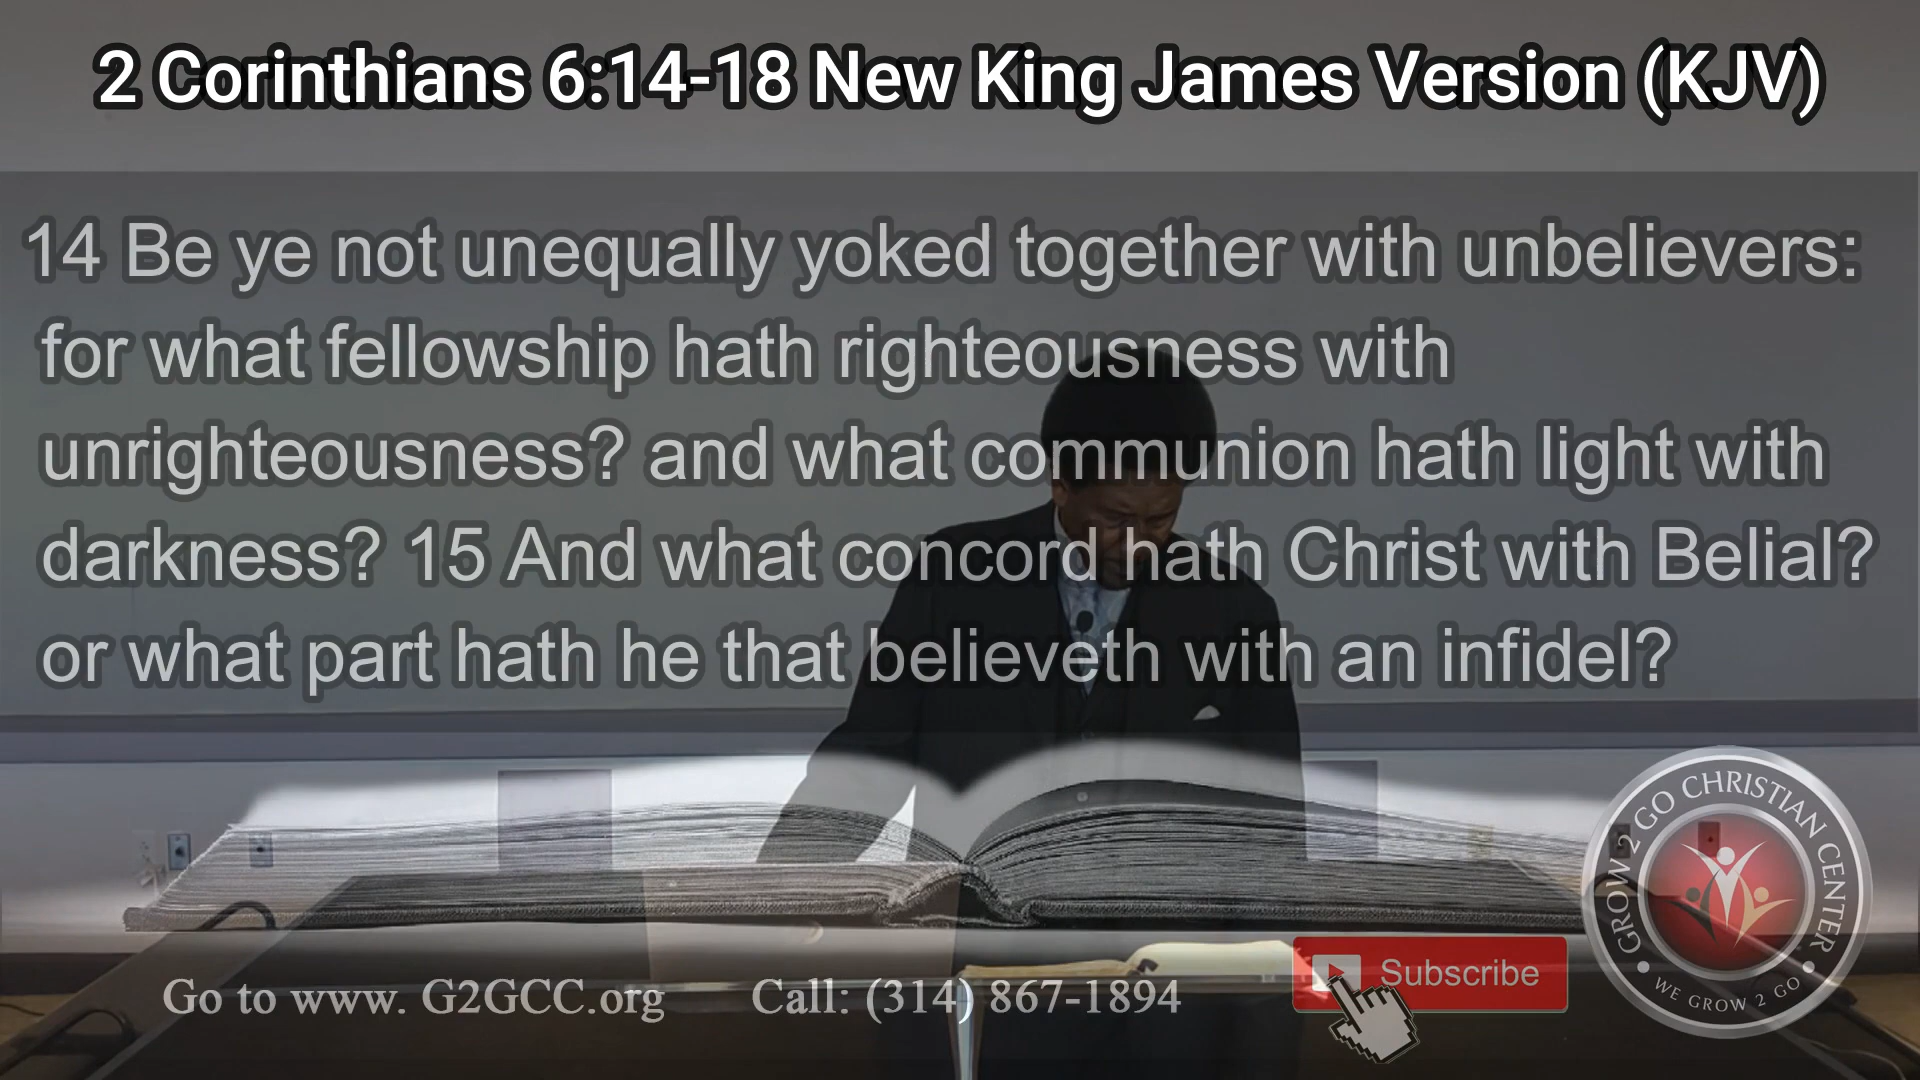 2 Corinthians 6:14-18 New King James Version (KJV)
14 Be ye not unequally yoked together with unbelievers:
for what fellowship hath righteousness with
unrighteousness? and what communion hath light with
darkness? 15 And what concord hath Christ with Belial?
or what part hath he that believeth with an infidel?
GROW 2 GO CHRISTIAN CENTER
WE GROW 2 GO
Go to www. G2GCC.org
Call: (314) 867-1894
Subscribe